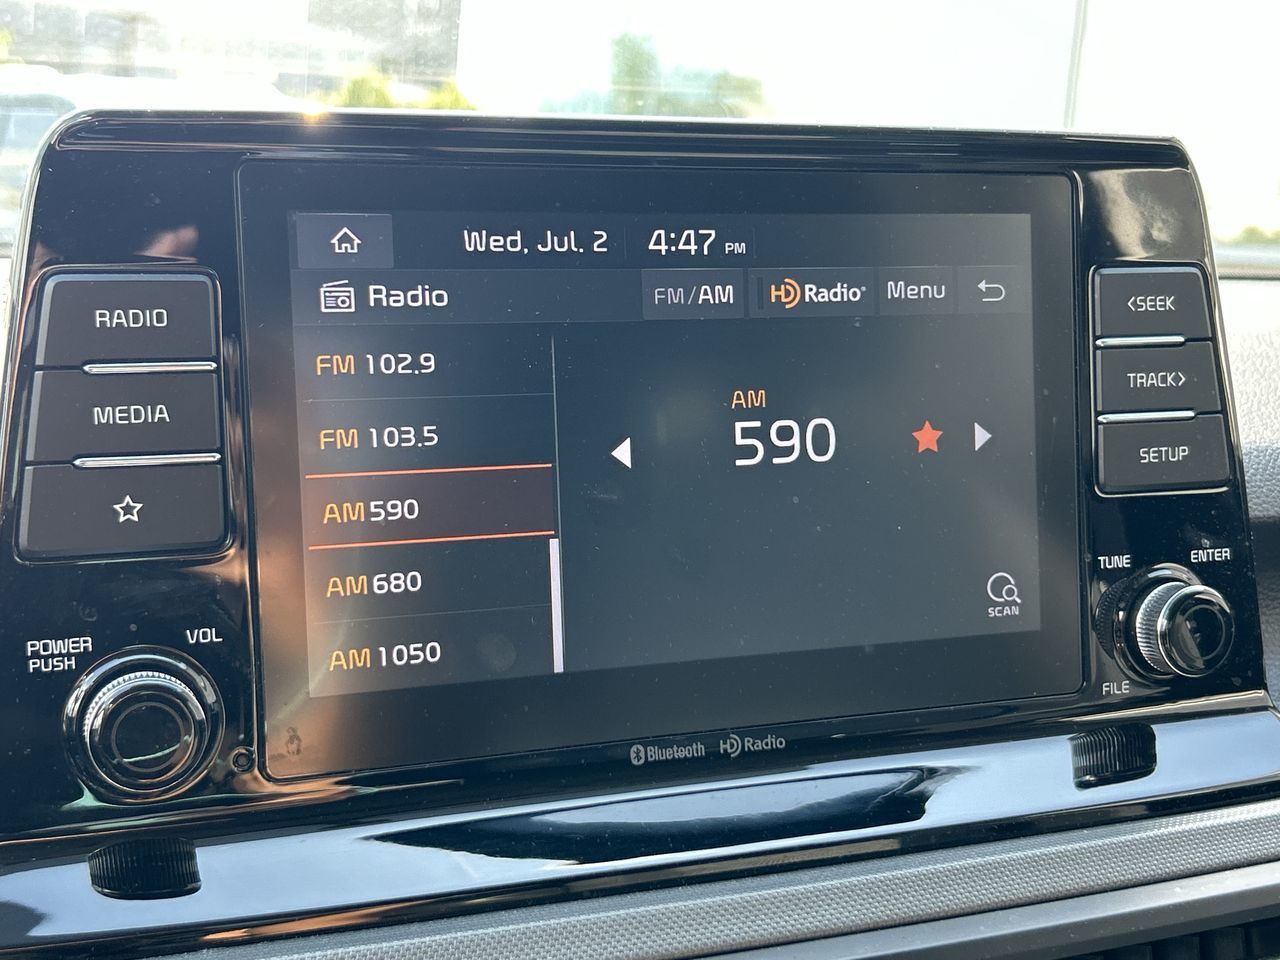 Wed, Jul. 2 4:47 PM
Radio FM/AM HD Radio Menu
FM 102.9
FM 103.5
AM 590
AM 680
AM 1050
AM
590
SCAN
RADIO
MEDIA
POWER
PUSH
VOL
<SEEK
TRACK>
SETUP
TUNE
ENTER
FILE
Bluetooth HD Radio